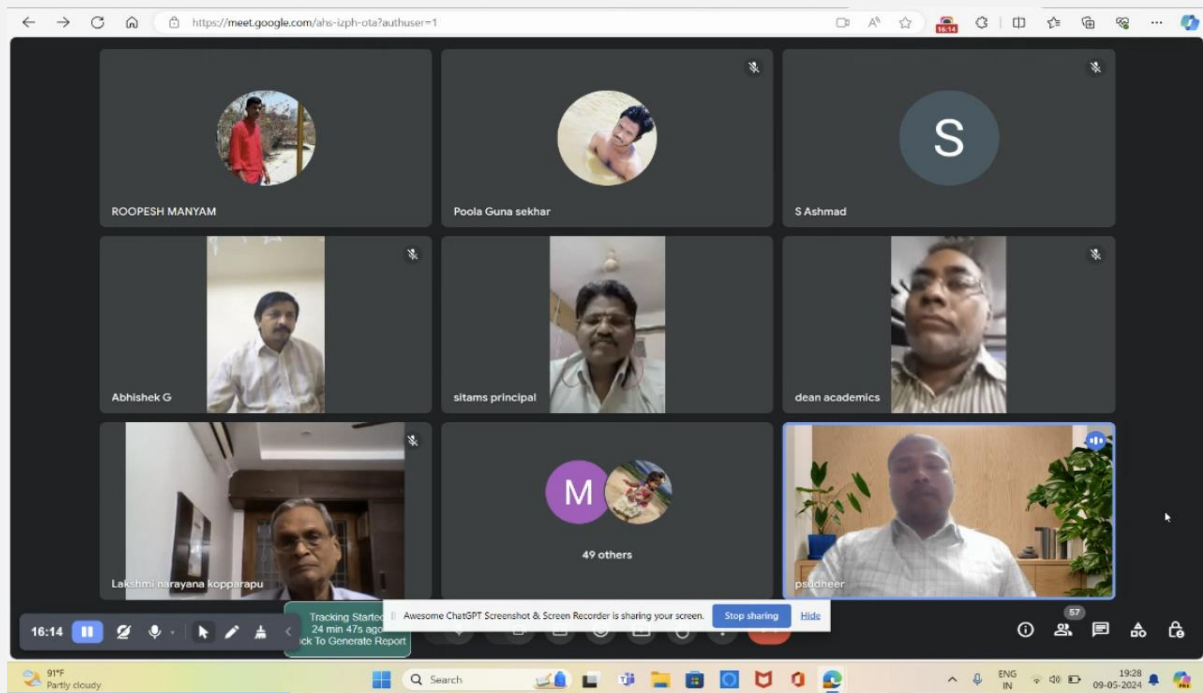 https://meet.google.com/ahs-izph-ota?authuser=1
16:14
ROOPESH MANYAM
Poola Guna sekhar
S
S Ashmad
Abhishek G
sitams principal
dean academics
Lakshmi narayana kopparapu
M
49 others
psudheer
16:14
Tracking Started
24 min 47s ago
ck To Generate Report
Awesome ChatGPT Screenshot & Screen Recorder is sharing your screen.
Stop sharing
Hide
57
91°F
Partly cloudy
Search
ENG
IN
19:28
09-05-2024